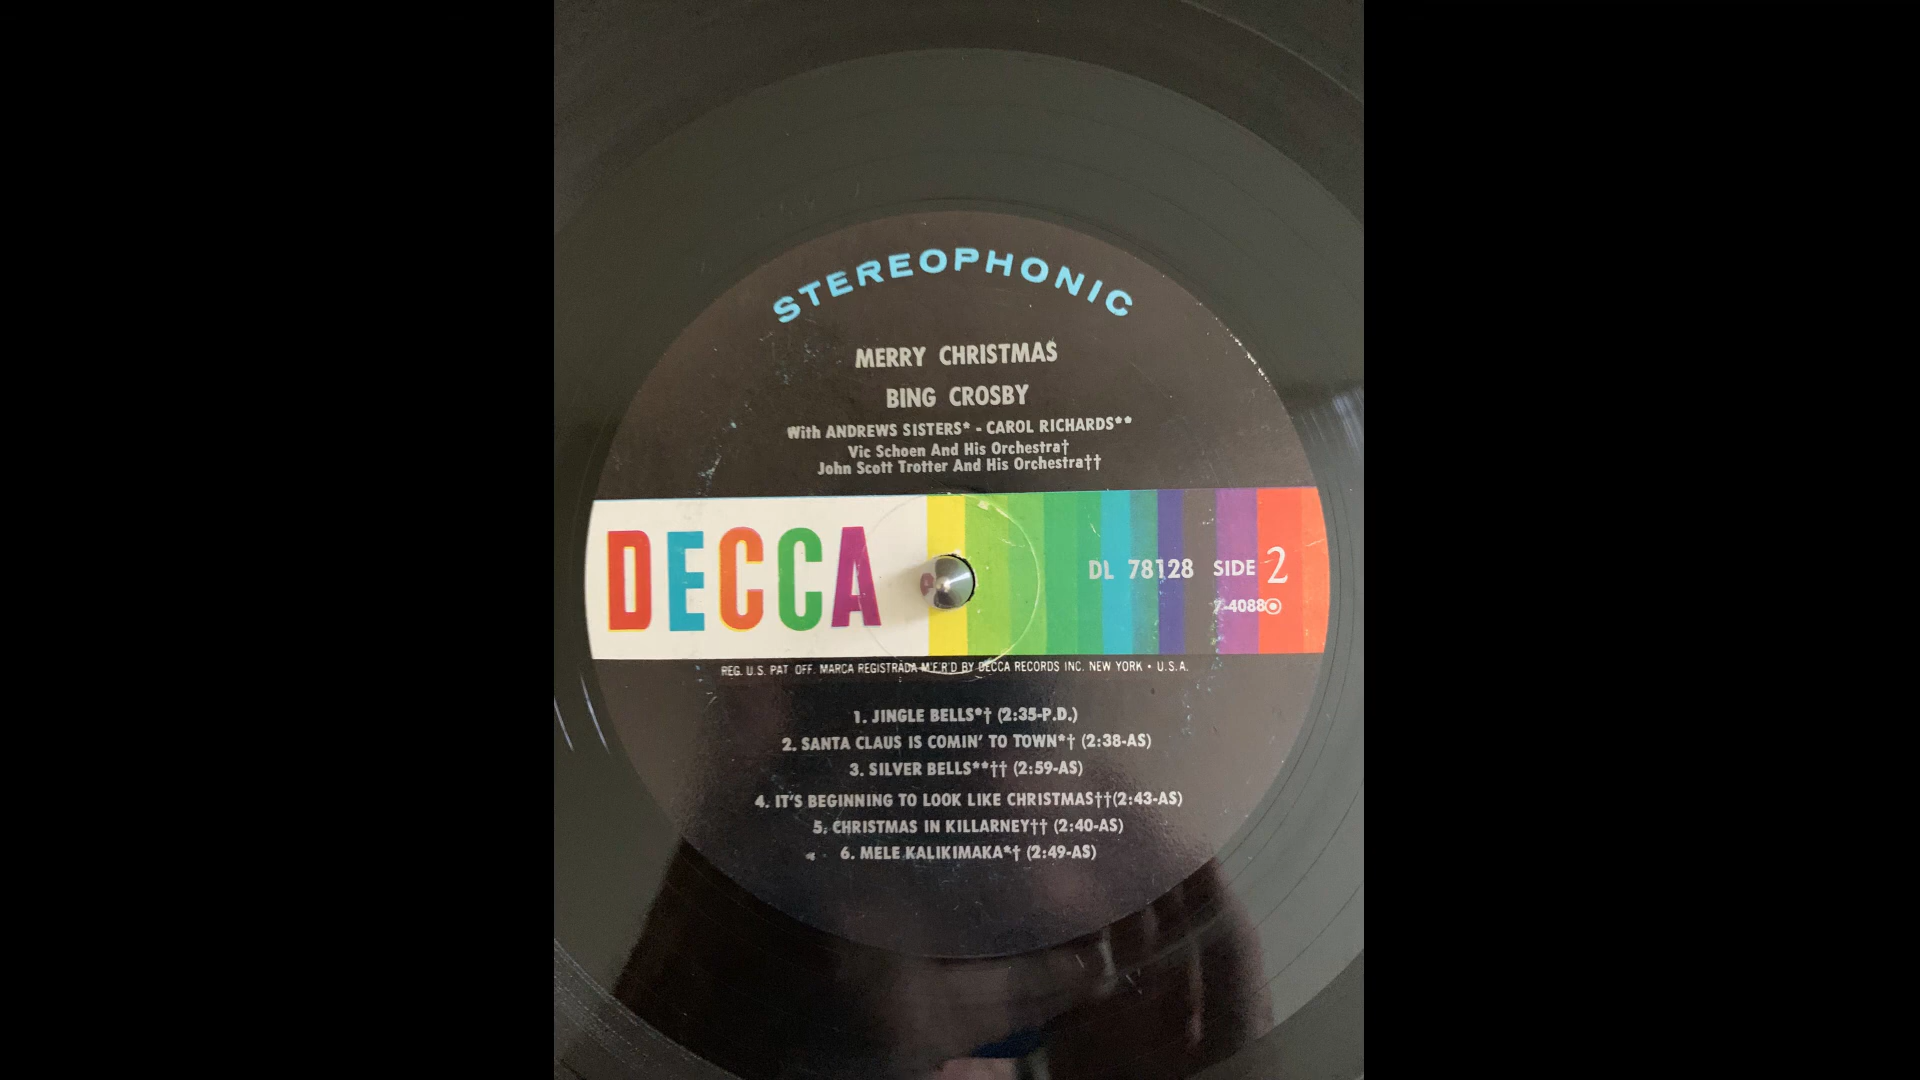 STEREOPHONIC
MERRY CHRISTMAS
BING CROSBY
With ANDREWS SISTERS* - CAROL RICHARDS**
Vic Schoen And His Orchestra†
John Scott Trotter And His Orchestra††
DECCA
DL 78128 SIDE 2
7-4088
REG. U.S. PAT. OFF. MARCA REGISTRADA M'F'R'D BY DECCA RECORDS INC. NEW YORK • U.S.A.
1. JINGLE BELLS*† (2:35-P.D.)
2. SANTA CLAUS IS COMIN' TO TOWN*† (2:38-AS)
3. SILVER BELLS**†† (2:59-AS)
4. IT'S BEGINNING TO LOOK LIKE CHRISTMAS††(2:43-AS)
5. CHRISTMAS IN KILLARNEY†† (2:40-AS)
6. MELE KALIKIMAKA*† (2:49-AS)